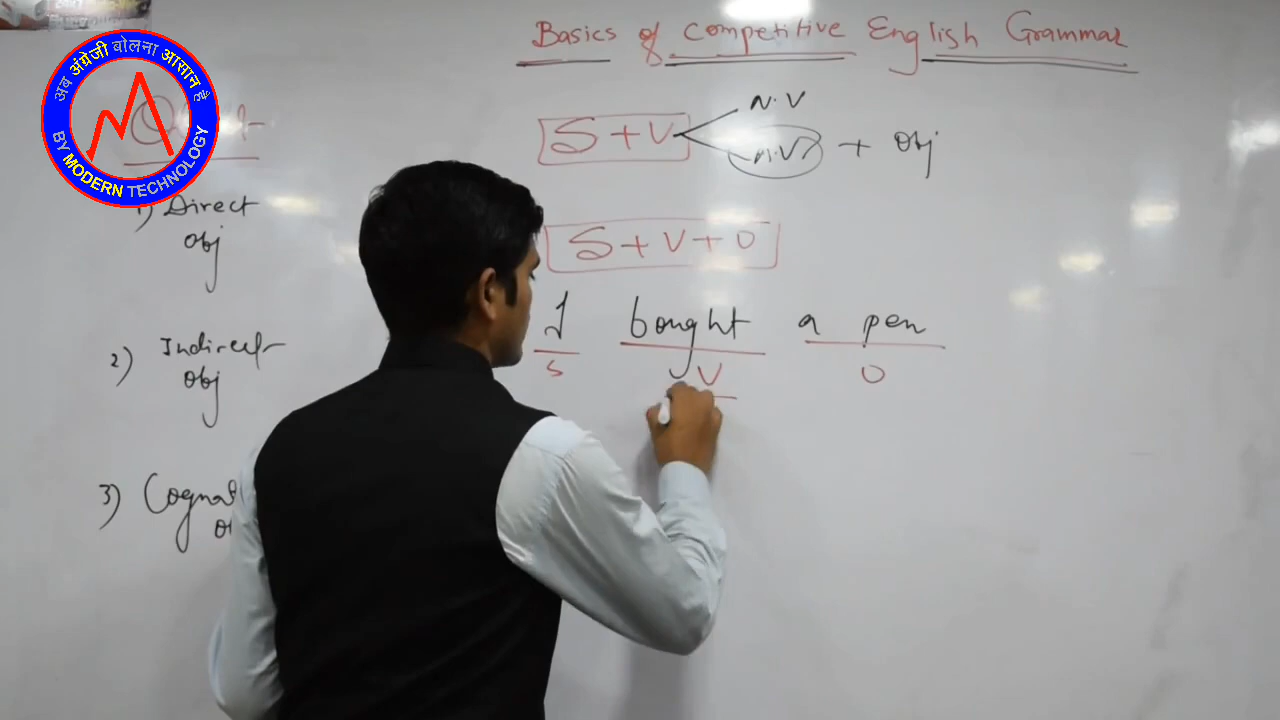 Basics of Competitive English Grammar
अब अंग्रेजी बोलना आसान है
BY MODERN TECHNOLOGY
S + V
N.V
+ Obj
1) Direct
obj
S + V + O
I bought a pen
S V O
2) Indirect
obj
3)